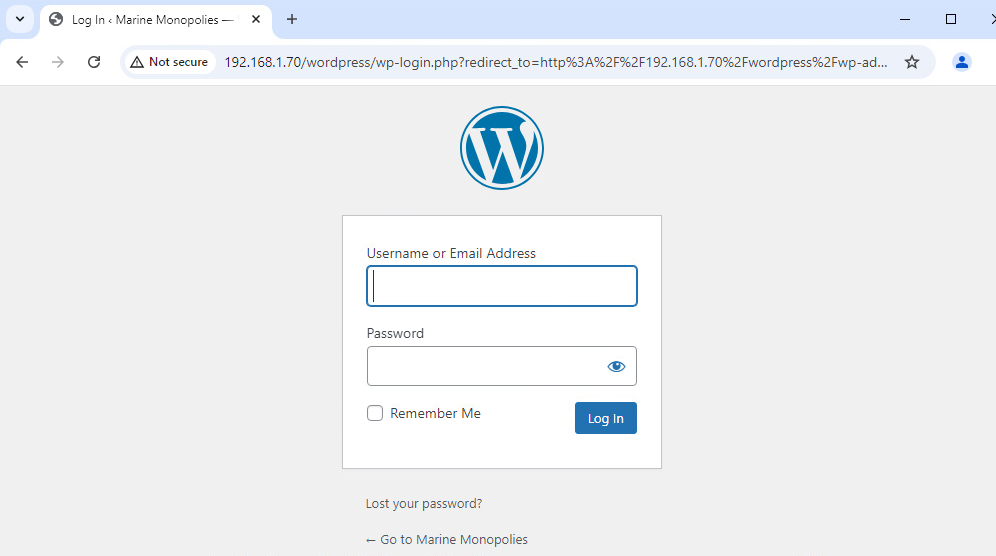 Log In ‹ Marine Monopolies —
Not secure
192.168.1.70/wordpress/wp-login.php?redirect_to=http%3A%2F%2F192.168.1.70%2Fwordpress%2Fwp-ad...
W
Username or Email Address
Password
Remember Me
Log In
Lost your password?
← Go to Marine Monopolies